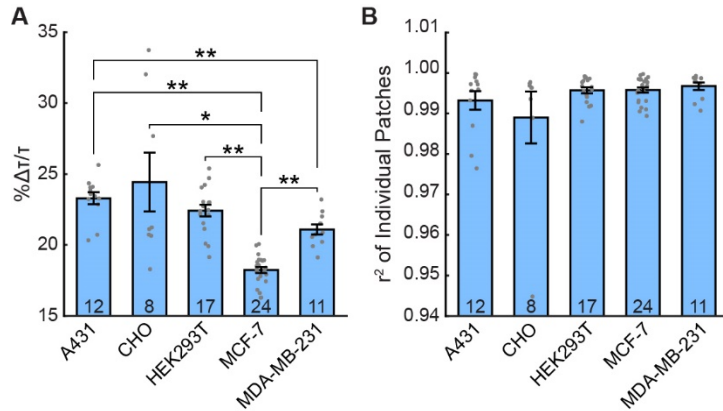 A
35
30
25
20
15
%Δτ/τ
**
**
*
**
**
12
8
17
24
11
A431
CHO
HEK293T
MCF-7
MDA-MB-231
B
1.01
1.00
0.99
0.98
0.97
0.96
0.95
0.94
r² of Individual Patches
12
8
17
24
11
A431
CHO
HEK293T
MCF-7
MDA-MB-231